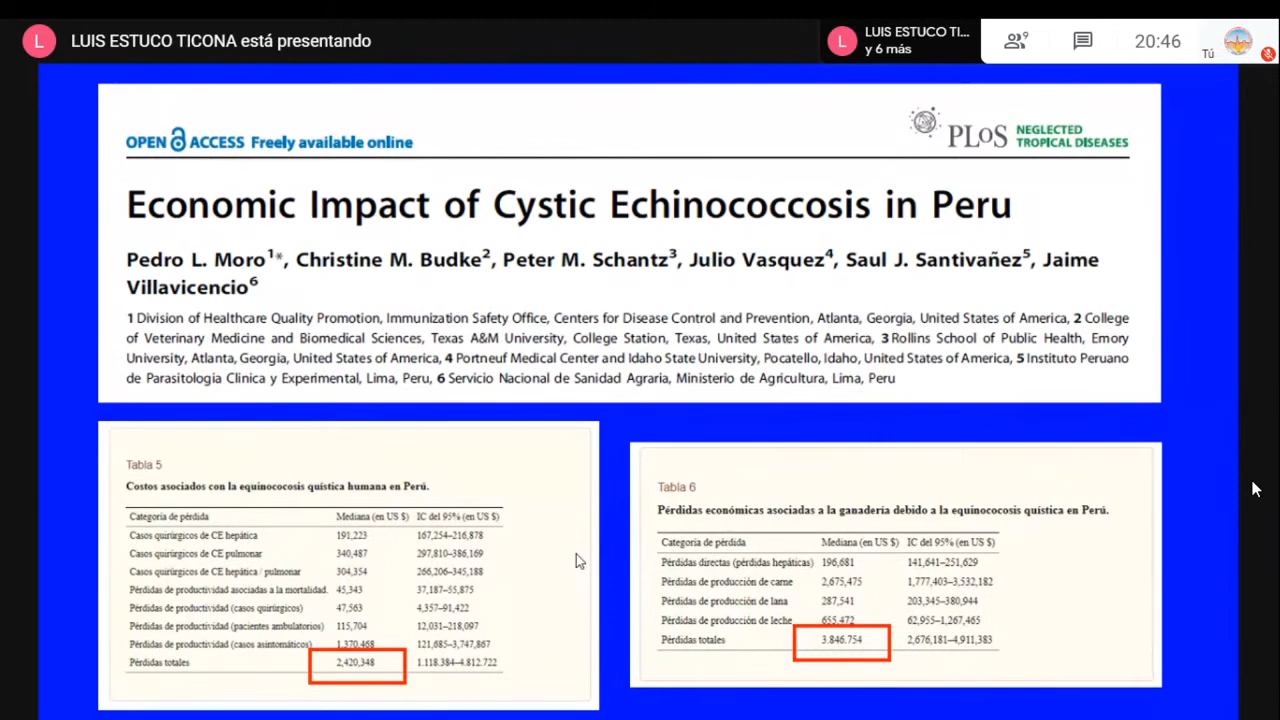 L LUIS ESTUCO TICONA está presentando
L LUIS ESTUCO TI...
y 6 más
9
20:46
Tú
OPEN ACCESS Freely available online
PLoS NEGLECTED TROPICAL DISEASES
Economic Impact of Cystic Echinococcosis in Peru
Pedro L. Moro1*, Christine M. Budke2, Peter M. Schantz3, Julio Vasquez4, Saul J. Santivañez5, Jaime
Villavicencio6
1 Division of Healthcare Quality Promotion, Immunization Safety Office, Centers for Disease Control and Prevention, Atlanta, Georgia, United States of America, 2 College
of Veterinary Medicine and Biomedical Sciences, Texas A&M University, College Station, Texas, United States of America, 3 Rollins School of Public Health, Emory
University, Atlanta, Georgia, United States of America, 4 Portneuf Medical Center and Idaho State University, Pocatello, Idaho, United States of America, 5 Instituto Peruano
de Parasitologia Clinica y Experimental, Lima, Peru, 6 Servicio Nacional de Sanidad Agraria, Ministerio de Agricultura, Lima, Peru
Tabla 5
Costos asociados con la equinococosis quística humana en Perú.
Categoría de pérdida Mediana (en US $) IC del 95% (en US $)
Casos quirúrgicos de CE hepática 191,223 167,254–216,878
Casos quirúrgicos de CE pulmonar 340,487 297,810–386,169
Casos quirúrgicos de CE hepática / pulmonar 304,354 266,206–345,188
Pérdidas de productividad asociadas a la mortalidad. 45,343 37,187–55,875
Pérdidas de productividad (casos quirúrgicos) 47,563 4,357–91,422
Pérdidas de productividad (pacientes ambulatorios) 115,704 12,031–218,097
Pérdidas de productividad (casos asintomáticos) 1,370,468 121,685–3,747,867
Pérdidas totales 2,420,348 1.118.384–4.812.722
Tabla 6
Pérdidas económicas asociadas a la ganadería debido a la equinococosis quística en Perú.
Categoría de pérdida Mediana (en US $) IC del 95% (en US $)
Pérdidas directas (pérdidas hepáticas) 196,681 141,641–251,629
Pérdidas de producción de carne 2,675,475 1,777,403–3,532,182
Pérdidas de producción de lana 287,541 203,345–380,944
Pérdidas de producción de leche 655,472 62,955–1,267,465
Pérdidas totales 3.846.754 2,676,181–4,911,383